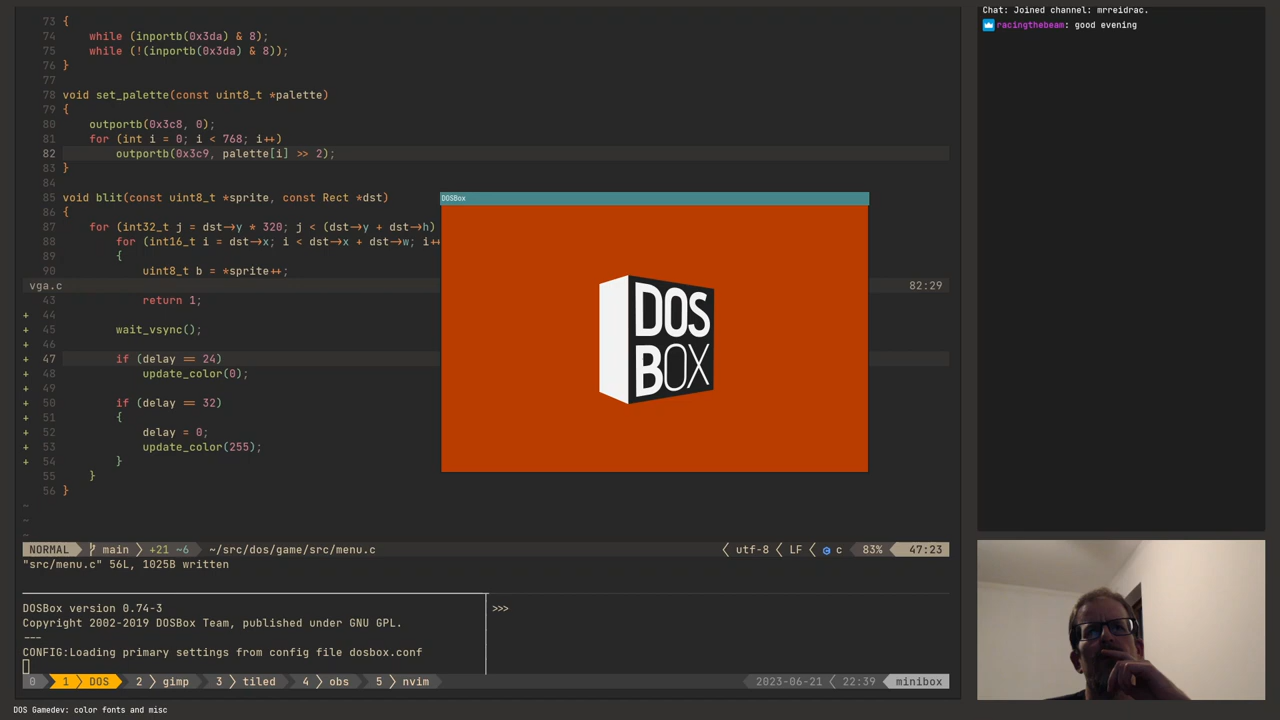 73 {
74     while (inportb(0x3da) & 8);
75     while (!(inportb(0x3da) & 8));
76 }
77
78 void set_palette(const uint8_t *palette)
79 {
80     outportb(0x3c8, 0);
81     for (int i = 0; i < 768; i++)
82         outportb(0x3c9, palette[i] >> 2);
83 }
84
85 void blit(const uint8_t *sprite, const Rect *dst)
86 {
87     for (int32_t j = dst->y * 320; j < (dst->y + dst->h)
88         for (int16_t i = dst->x; i < dst->x + dst->w; i++
89         {
90             uint8_t b = *sprite++;
vga.c 82:29
43             return 1;
+ 44
+ 45         wait_vsync();
+ 46
+ 47         if (delay == 24)
+ 48             update_color(0);
+ 49
+ 50         if (delay == 32)
+ 51         {
+ 52             delay = 0;
+ 53             update_color(255);
+ 54         }
55     }
56 }
~
~
~
NORMAL main +21 ~6 ~/src/dos/game/src/menu.c utf-8 LF c 83% 47:23
"src/menu.c" 56L, 1025B written
DOSBox version 0.74-3
Copyright 2002-2019 DOSBox Team, published under GNU GPL.
---
CONFIG:Loading primary settings from config file dosbox.conf
>>>
0 1 DOS 2 gimp 3 tiled 4 obs 5 nvim 2023-06-21 22:39 minibox
DOS Gamedev: color fonts and misc
DOSBox
DOS
BOX
Chat: Joined channel: mrreidrac.
racingthebeam: good evening